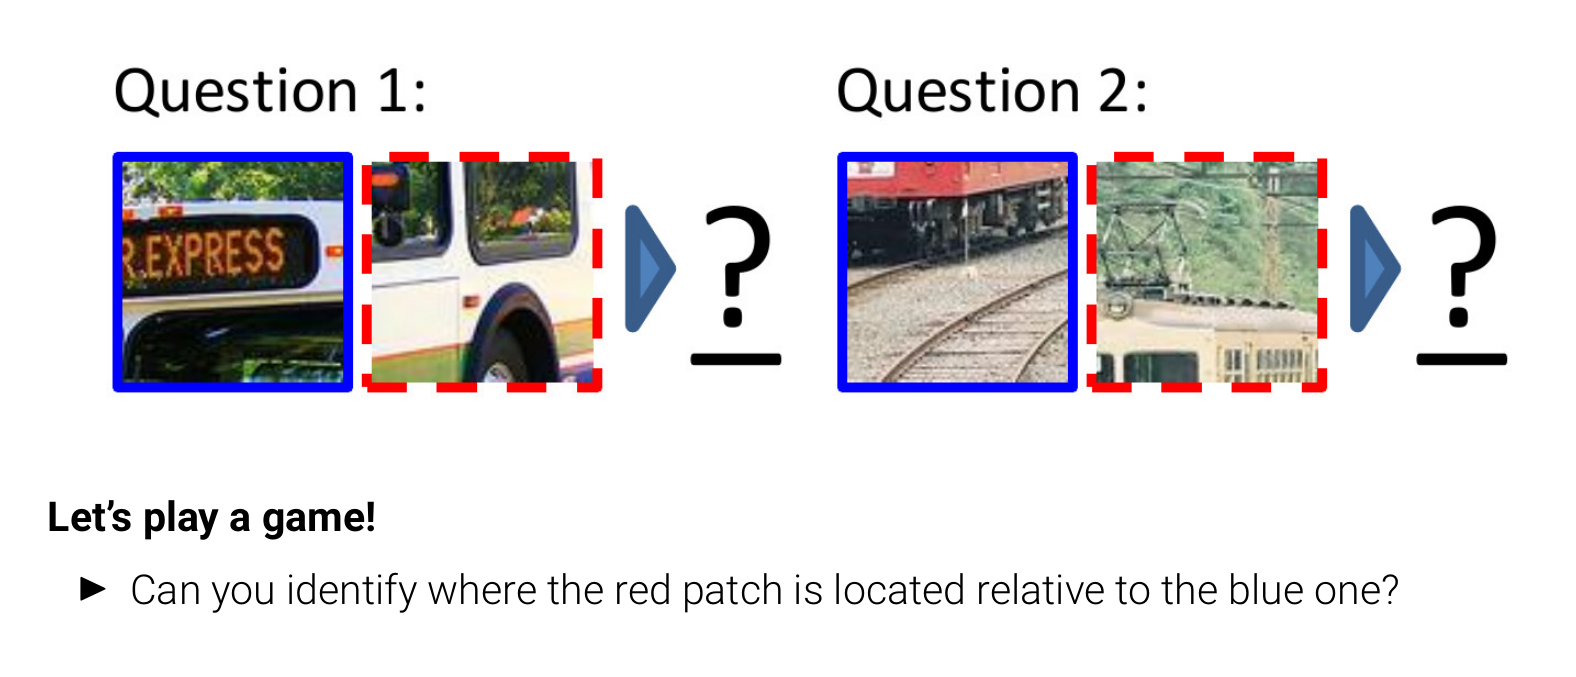 Question 1:
Question 2:
R.EXPRESS
?
?
Let's play a game!
► Can you identify where the red patch is located relative to the blue one?